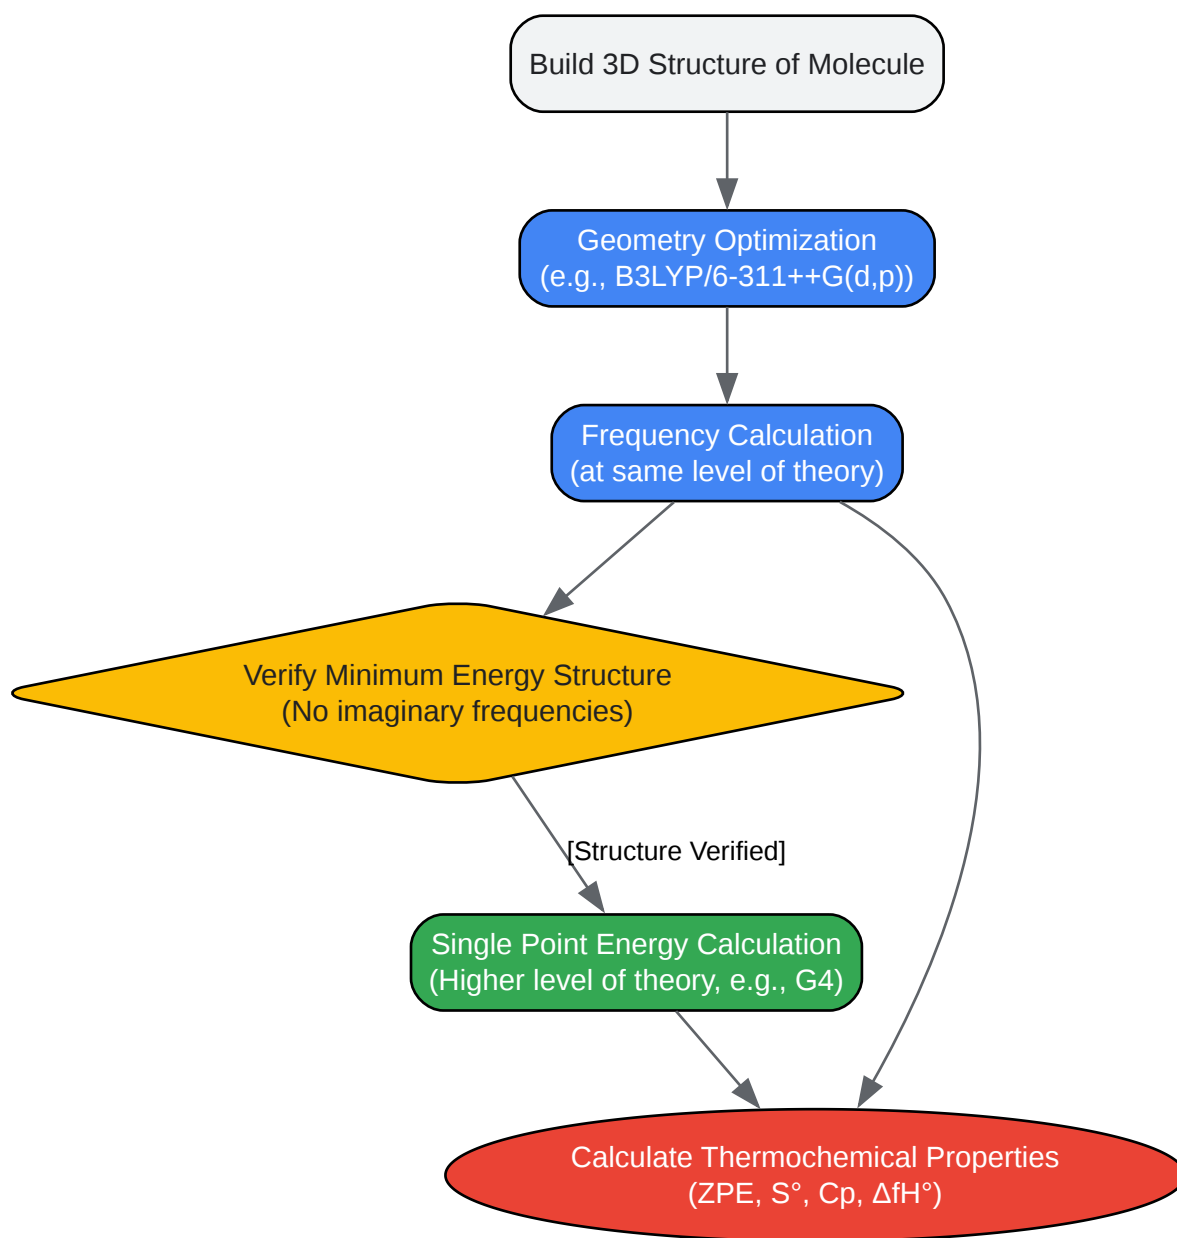 Build 3D Structure of Molecule
Geometry Optimization
(e.g., B3LYP/6-311++G(d,p))
Frequency Calculation
(at same level of theory)
Verify Minimum Energy Structure
(No imaginary frequencies)
[Structure Verified]
Single Point Energy Calculation
(Higher level of theory, e.g., G4)
Calculate Thermochemical Properties
(ZPE, S°, Cp, ΔfH°)